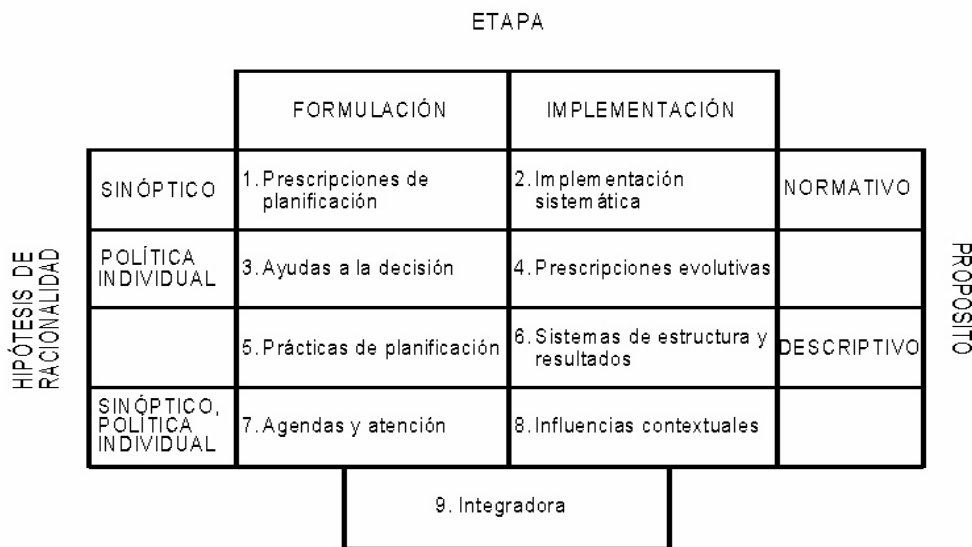 ETAPA
FORMULACIÓN
IMPLEMENTACIÓN
SINÓPTICO
1. Prescripciones de
planificación
2. Implementación
sistemática
NORMATIVO
HIPÓTESIS DE
RACIONALIDAD
POLÍTICA
INDIVIDUAL
3. Ayudas a la decisión
4. Prescripciones evolutivas
PROPOSITO
5. Prácticas de planificación
6. Sistemas de estructura y
resultados
DESCRIPTIVO
SINÓPTICO,
POLÍTICA
INDIVIDUAL
7. Agendas y atención
8. Influencias contextuales
9. Integradora